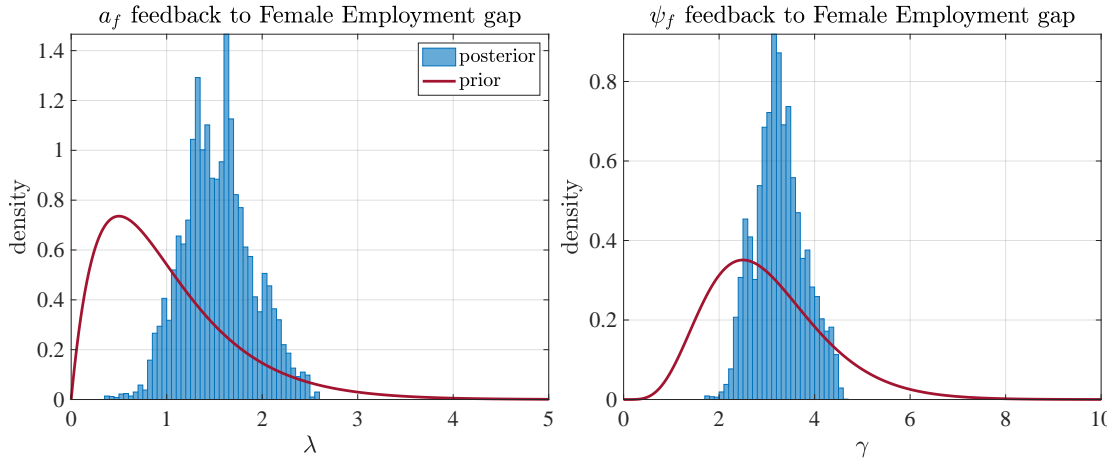 a_f feedback to Female Employment gap
1.4
1.2
1
0.8
0.6
0.4
0.2
0
density
posterior
prior
0 1 2 3 4 5
λ
ψ_f feedback to Female Employment gap
0.8
0.6
0.4
0.2
0
density
0 2 4 6 8 10
γ